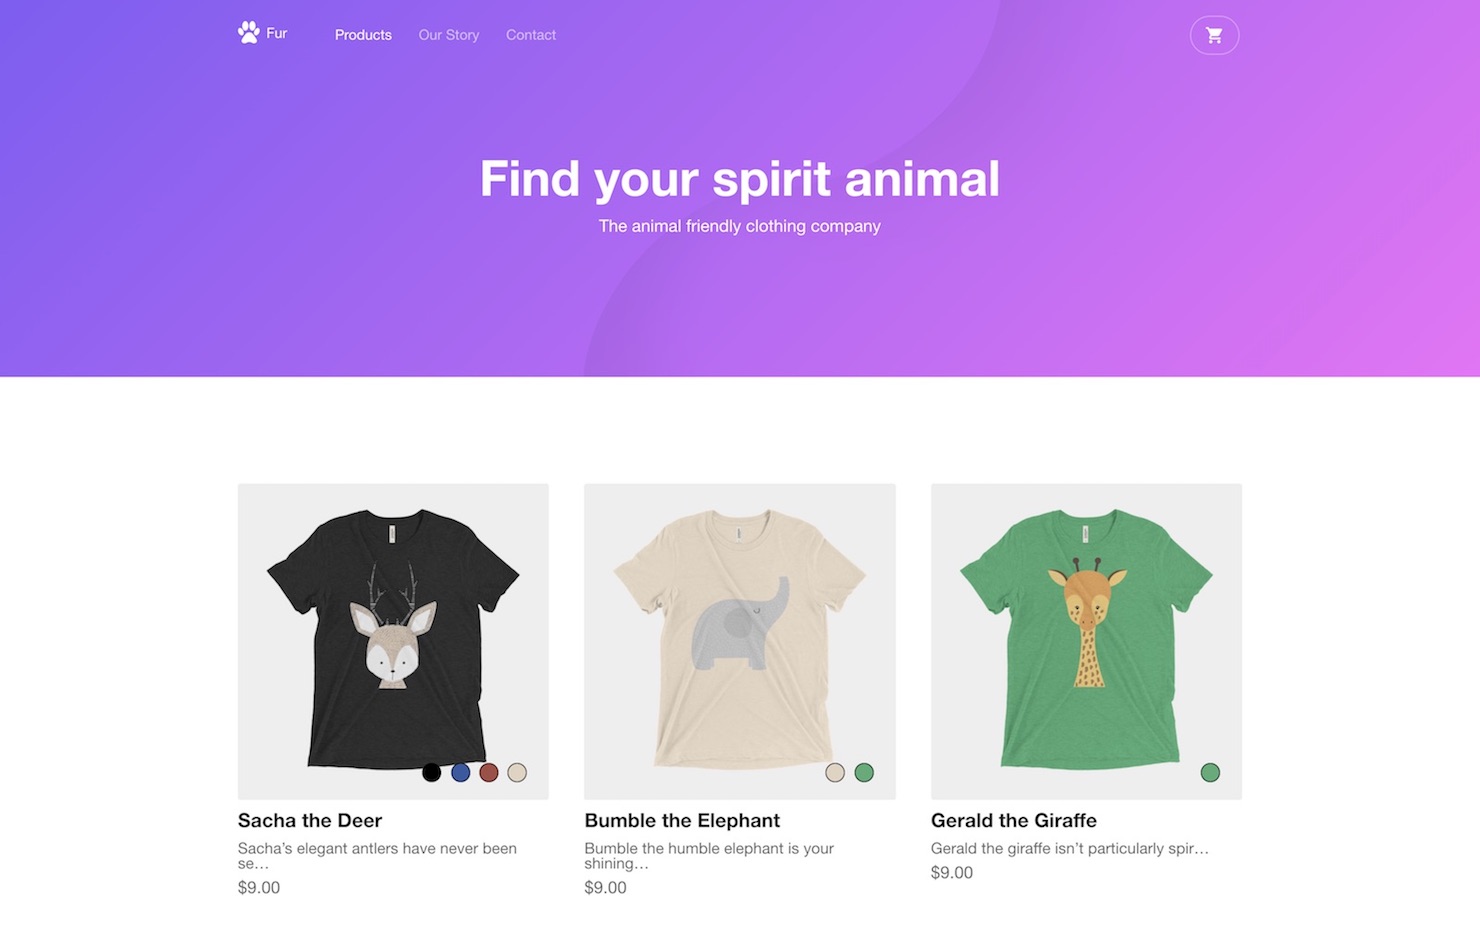 Fur
Products
Our Story
Contact
Find your spirit animal
The animal friendly clothing company
Sacha the Deer
Sacha’s elegant antlers have never been
se…
$9.00
Bumble the Elephant
Bumble the humble elephant is your
shining…
$9.00
Gerald the Giraffe
Gerald the giraffe isn’t particularly spir…
$9.00